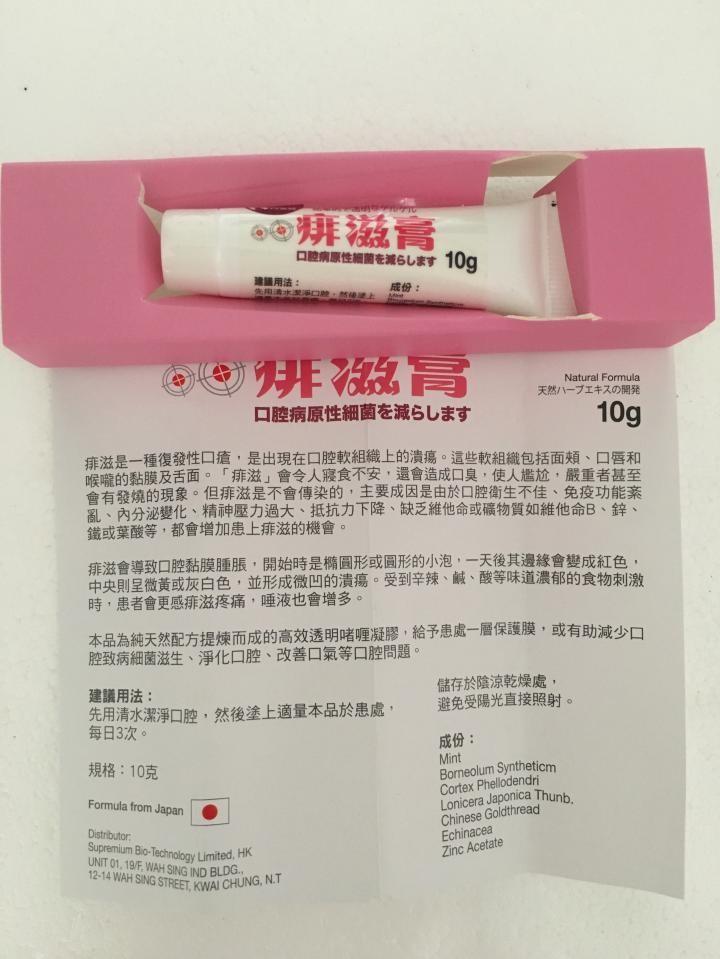 痱滋膏
口腔病原性細菌を減らします 10g
建議用法：
先用清水潔淨口腔，然後塗上
成份：
Mint
痱滋膏
口腔病原性細菌を減らします
Natural Formula
天然ハーブエキスの開発
10g
痱滋是一種復發性口瘡，是出現在口腔軟組織上的潰瘍。這些軟組織包括面頰、口唇和
喉嚨的黏膜及舌面。「痱滋」會令人寢食不安，還會造成口臭，使人尷尬，嚴重者甚至
會有發燒的現象。但痱滋是不會傳染的，主要成因是由於口腔衛生不佳、免疫功能紊
亂、內分泌變化、精神壓力過大、抵抗力下降、缺乏維他命或礦物質如維他命B、鋅、
鐵或葉酸等，都會增加患上痱滋的機會。
痱滋會導致口腔黏膜腫脹，開始時是橢圓形或圓形的小泡，一天後其邊緣會變成紅色，
中央則呈微黃或灰白色，並形成微凹的潰瘍。受到辛辣、鹹、酸等味道濃郁的食物刺激
時，患者會更感痱滋疼痛，唾液也會增多。
本品為純天然配方提煉而成的高效透明啫喱凝膠，給予患處一層保護膜，或有助減少口
腔致病細菌滋生、淨化口腔、改善口氣等口腔問題。
建議用法：
先用清水潔淨口腔，然後塗上適量本品於患處，
每日3次。
規格：10克
Formula from Japan
Distributor:
Supremium Bio-Technology Limited, HK
UNIT 01, 19/F, WAH SING IND BLDG.,
12-14 WAH SING STREET, KWAI CHUNG, N.T
儲存於陰涼乾燥處，
避免受陽光直接照射。
成份：
Mint
Borneolum Syntheticm
Cortex Phellodendri
Lonicera Japonica Thunb.
Chinese Goldthread
Echinacea
Zinc Acetate